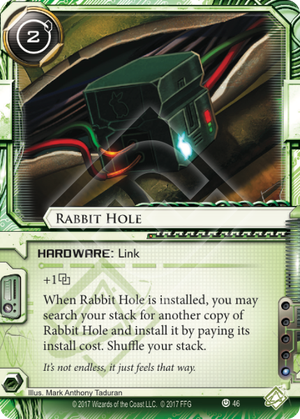 2
RABBIT HOLE
HARDWARE: Link
+1
When Rabbit Hole is installed, you may
search your stack for another copy of
Rabbit Hole and install it by paying its
install cost. Shuffle your stack.
It's not endless, it just feels that way.
Illus. Mark Anthony Taduran
© 2017 Wizards of the Coast LLC. © 2017 FFG
46